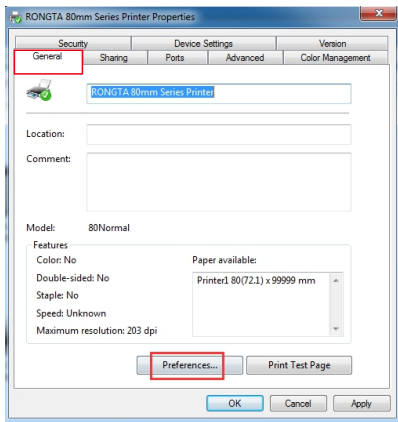 RONGTA 80mm Series Printer Properties
Security Device Settings Version
General Sharing Ports Advanced Color Management
RONGTA 80mm Series Printer
Location:
Comment:
Model: 80Normal
Features
Color: No Paper available:
Double-sided: No Printer1 80(72.1) x 99999 mm
Staple: No
Speed: Unknown
Maximum resolution: 203 dpi
Preferences... Print Test Page
OK Cancel Apply